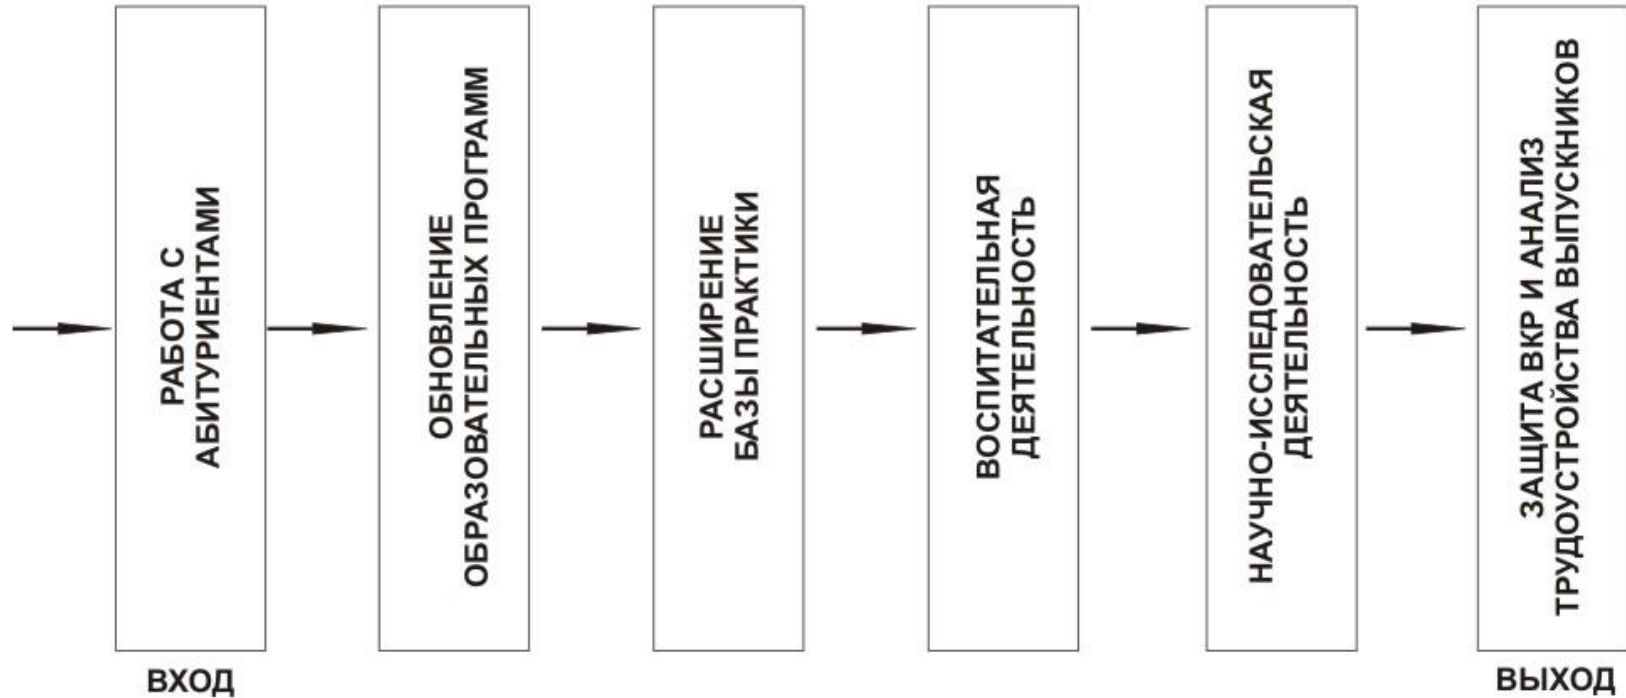 РАБОТА С
АБИТУРИЕНТАМИ
ОБНОВЛЕНИЕ
ОБРАЗОВАТЕЛЬНЫХ ПРОГРАММ
РАСШИРЕНИЕ
БАЗЫ ПРАКТИКИ
ВОСПИТАТЕЛЬНАЯ
ДЕЯТЕЛЬНОСТЬ
НАУЧНО-ИССЛЕДОВАТЕЛЬСКАЯ
ДЕЯТЕЛЬНОСТЬ
ЗАЩИТА ВКР И АНАЛИЗ
ТРУДОУСТРОЙСТВА ВЫПУСКНИКОВ
ВХОД
ВЫХОД